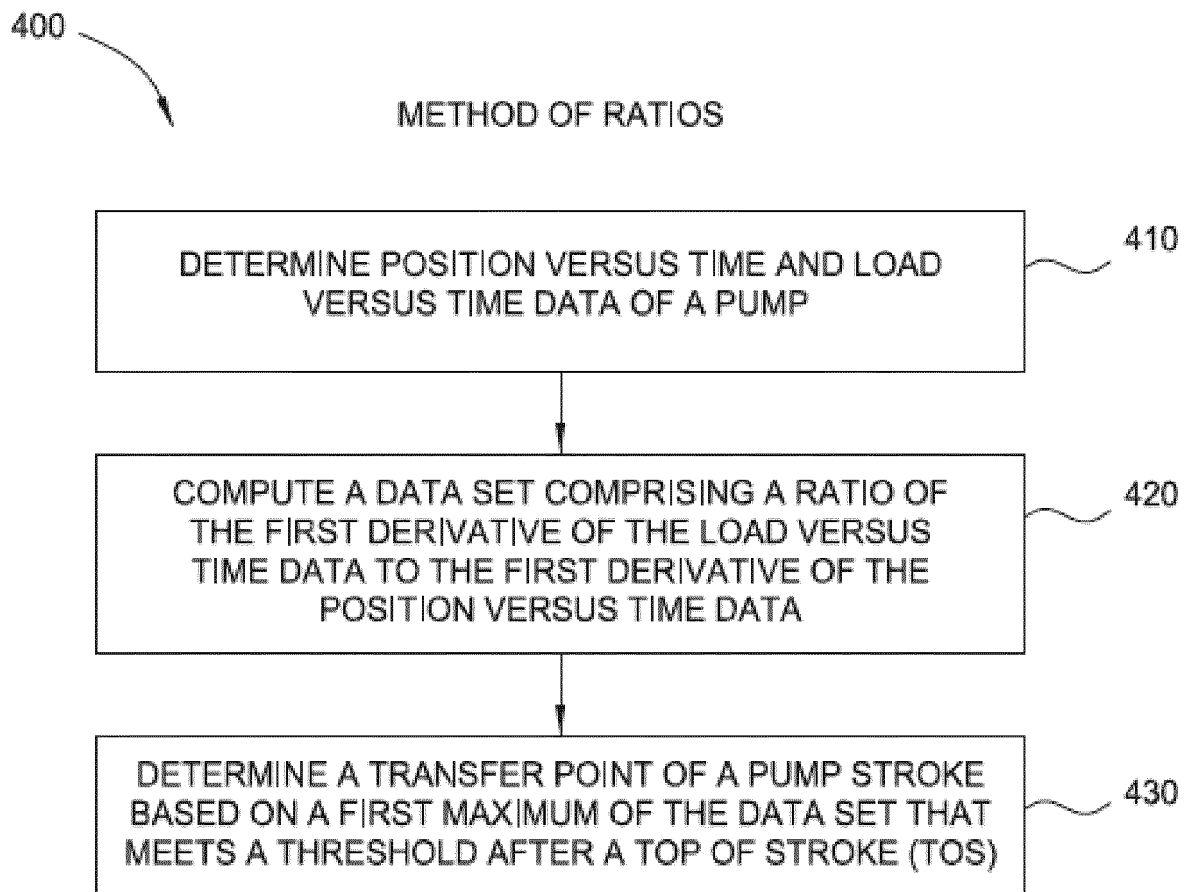 400
METHOD OF RATIOS
DETERMINE POSITION VERSUS TIME AND LOAD
VERSUS TIME DATA OF A PUMP
410
COMPUTE A DATA SET COMPRISING A RATIO OF
THE FIRST DERIVATIVE OF THE LOAD VERSUS
TIME DATA TO THE FIRST DERIVATIVE OF THE
POSITION VERSUS TIME DATA
420
DETERMINE A TRANSFER POINT OF A PUMP STROKE
BASED ON A FIRST MAXIMUM OF THE DATA SET THAT
MEETS A THRESHOLD AFTER A TOP OF STROKE (TOS)
430